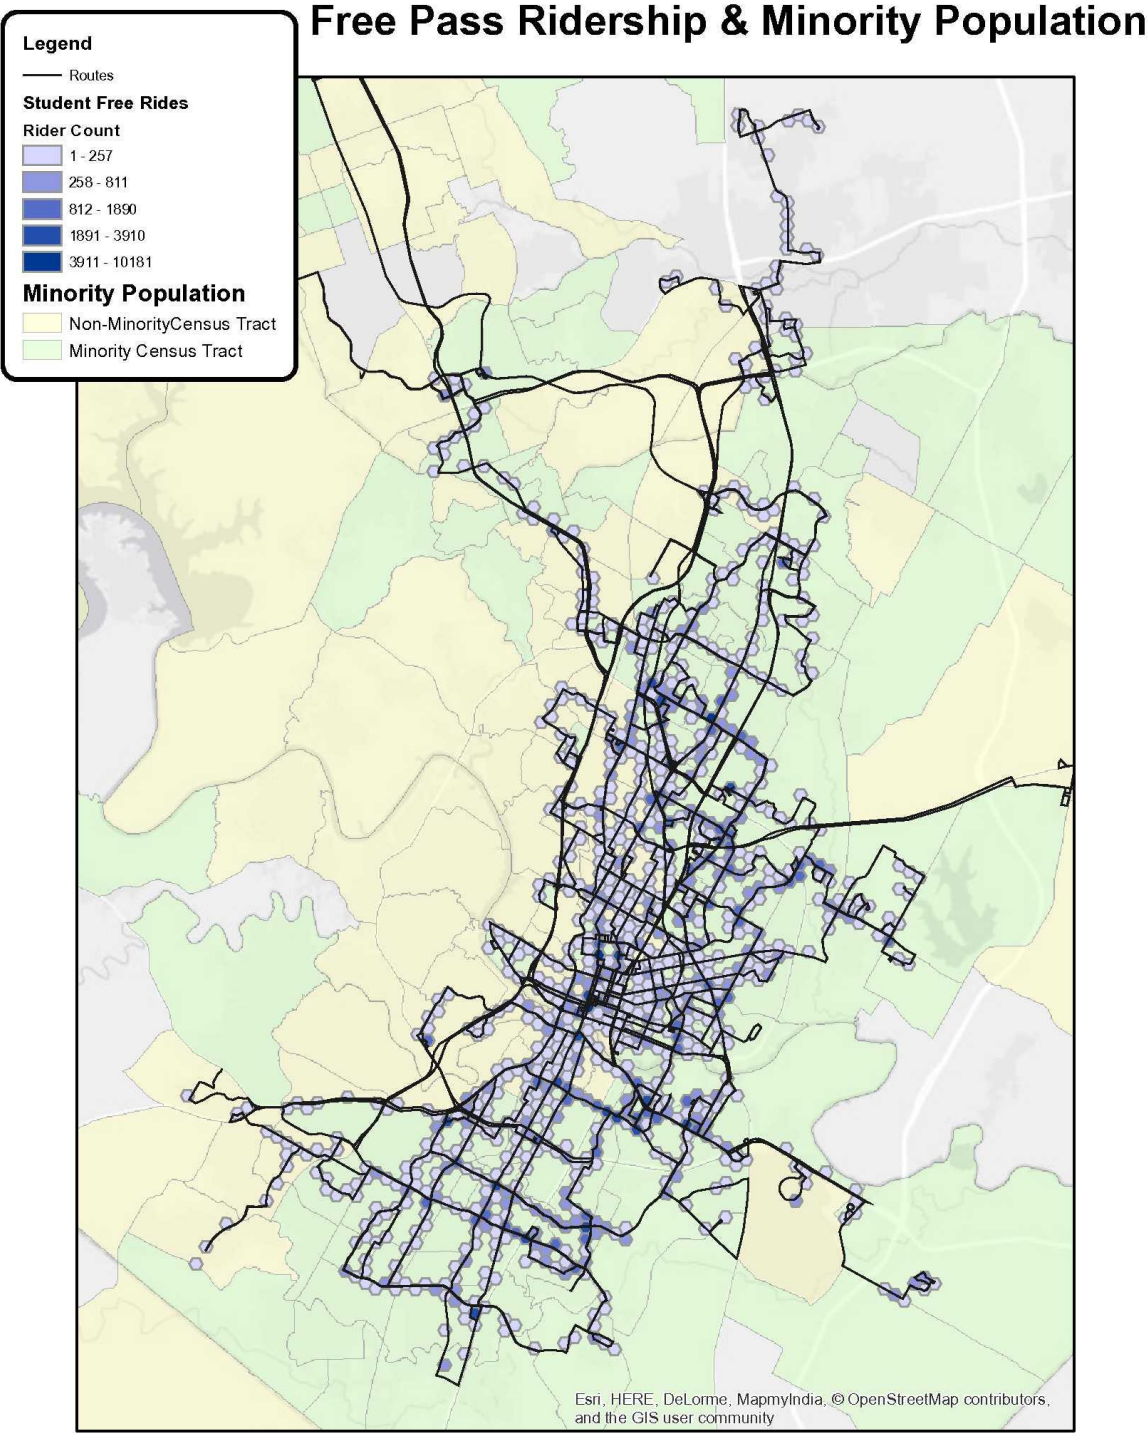 Free Pass Ridership & Minority Population
Legend
Routes
Student Free Rides
Rider Count
1 - 257
258 - 811
812 - 1890
1891 - 3910
3911 - 10181
Minority Population
Non-MinorityCensus Tract
Minority Census Tract
Esri, HERE, DeLorme, MapmyIndia, © OpenStreetMap contributors,
and the GIS user community